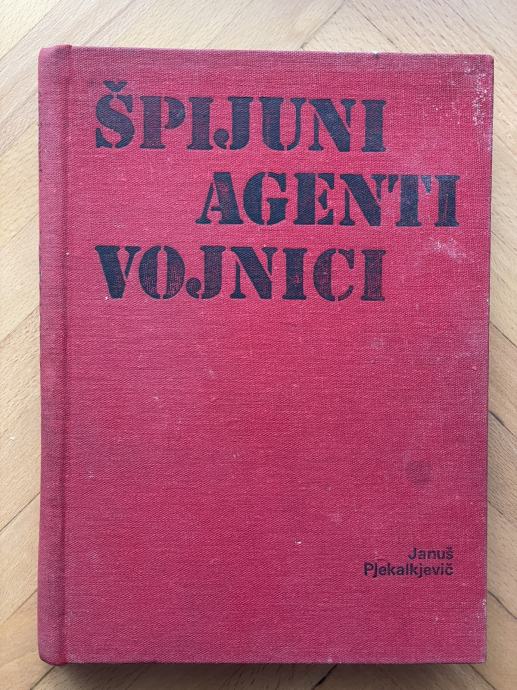 ŠPIJUNI
AGENTI
VOJNICI
Januš
Pjekalkjevič